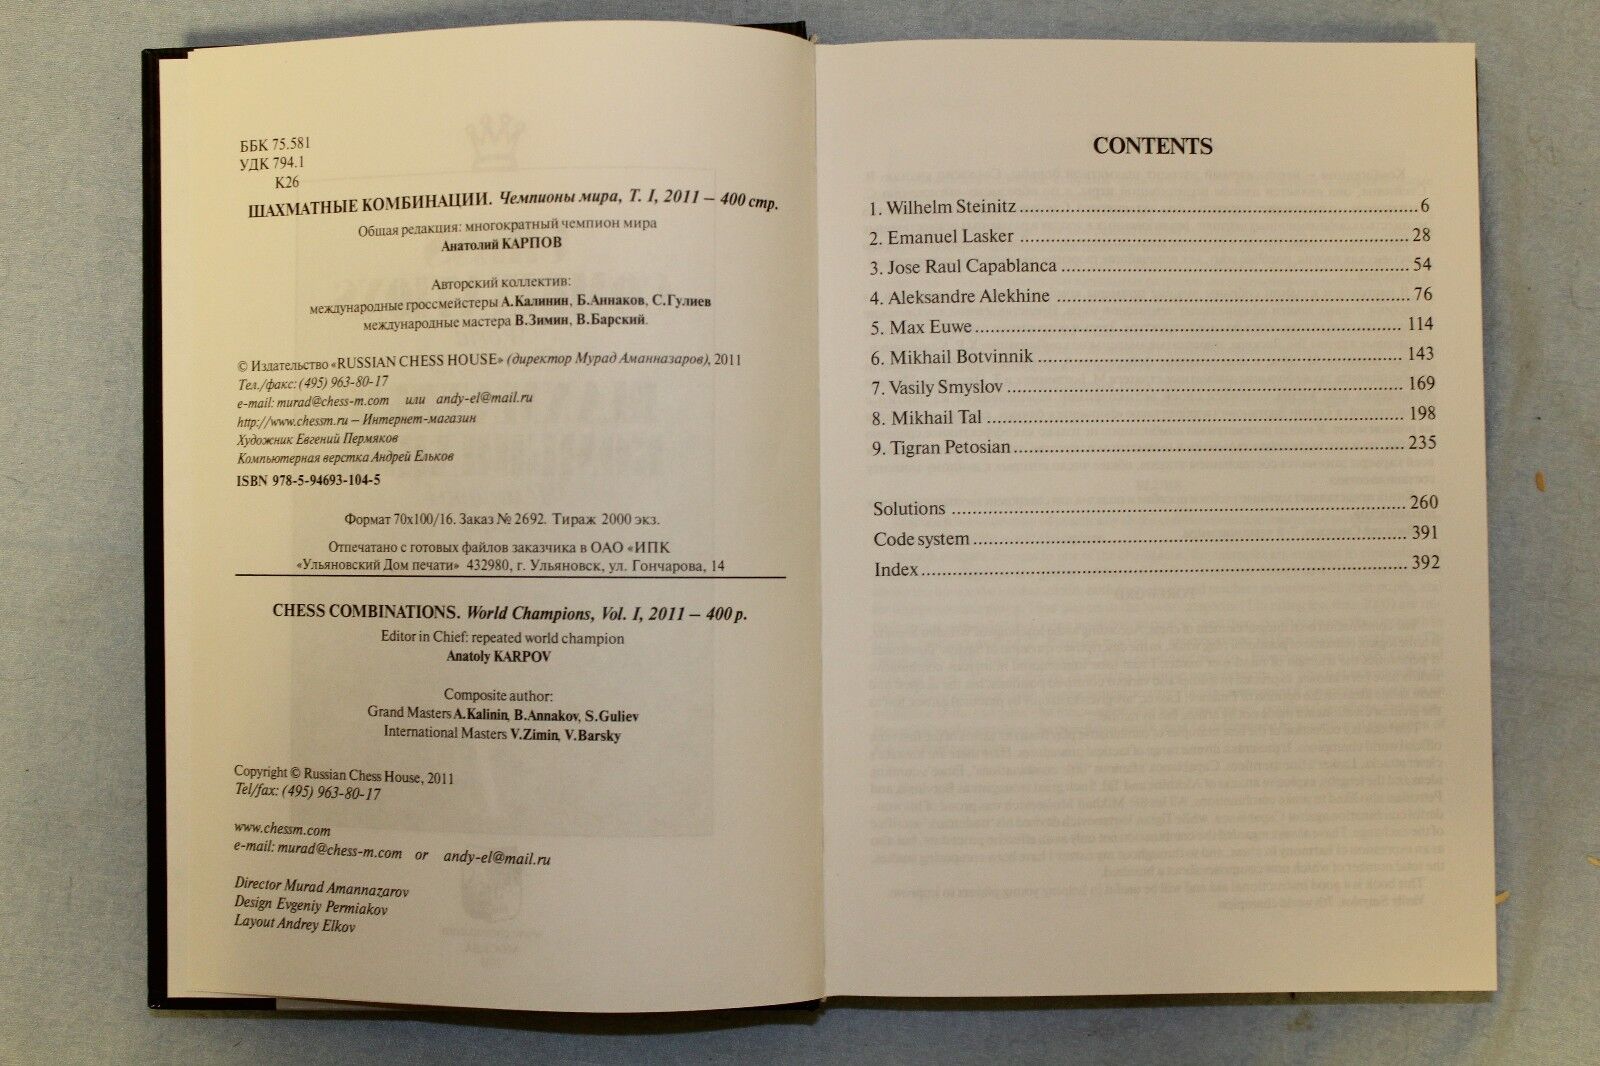 ББК 75.581
УДК 794.1
К26
ШАХМАТНЫЕ КОМБИНАЦИИ. Чемпионы мира, Т. I, 2011 – 400 стр.
Общая редакция: многократный чемпион мира
Анатолий КАРПОВ
Авторский коллектив:
международные гроссмейстеры А.Калинин, Б.Аннаков, С.Гулиев
международные мастера В.Зимин, В.Барский.
© Издательство «RUSSIAN CHESS HOUSE» (директор Мурад Аманназаров), 2011
Тел./факс: (495) 963-80-17
e-mail: murad@chess-m.com или andy-el@mail.ru
http://www.chessm.ru – Интернет-магазин
Художник Евгений Пермяков
Компьютерная верстка Андрей Ельков
ISBN 978-5-94693-104-5
Формат 70x100/16. Заказ № 2692. Тираж 2000 экз.
Отпечатано с готовых файлов заказчика в ОАО «ИПК
«Ульяновский Дом печати» 432980, г. Ульяновск, ул. Гончарова, 14
CHESS COMBINATIONS. World Champions, Vol. I, 2011 – 400 p.
Editor in Chief: repeated world champion
Anatoly KARPOV
Composite author:
Grand Masters A.Kalinin, B.Annakov, S.Guliev
International Masters V.Zimin, V.Barsky
Copyright © Russian Chess House, 2011
Tel/fax: (495) 963-80-17
www.chessm.com
e-mail: murad@chess-m.com or andy-el@mail.ru
Director Murad Amannazarov
Design Evgeniy Permiakov
Layout Andrey Elkov
CONTENTS
1. Wilhelm Steinitz ........ 6
2. Emanuel Lasker ........ 28
3. Jose Raul Capablanca ........ 54
4. Aleksandre Alekhine ........ 76
5. Max Euwe ........ 114
6. Mikhail Botvinnik ........ 143
7. Vasily Smyslov ........ 169
8. Mikhail Tal ........ 198
9. Tigran Petosian ........ 235
Solutions ........ 260
Code system ........ 391
Index ........ 392